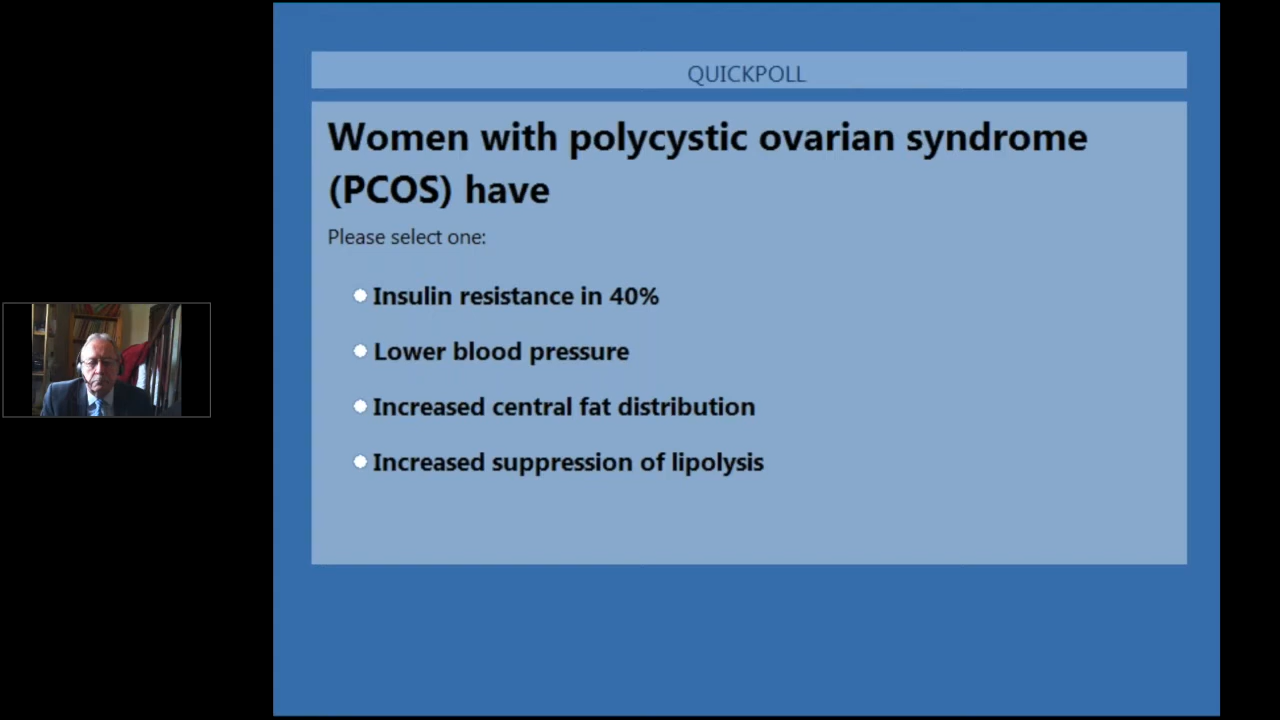 QUICKPOLL
Women with polycystic ovarian syndrome
(PCOS) have
Please select one:
Insulin resistance in 40%
Lower blood pressure
Increased central fat distribution
Increased suppression of lipolysis